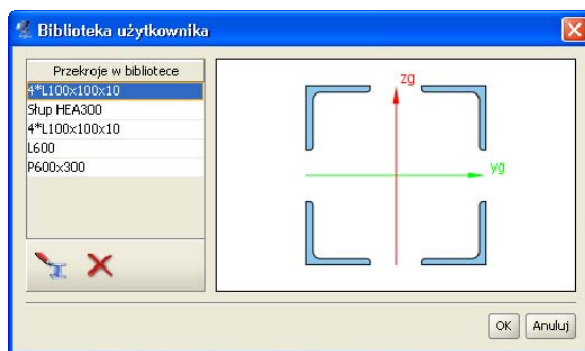 Biblioteka użytkownika
Przekroje w bibliotece
4*L100x100x10
Słup HEA300
4*L100x100x10
L600
P600x300
zg
yg
OK
Anuluj